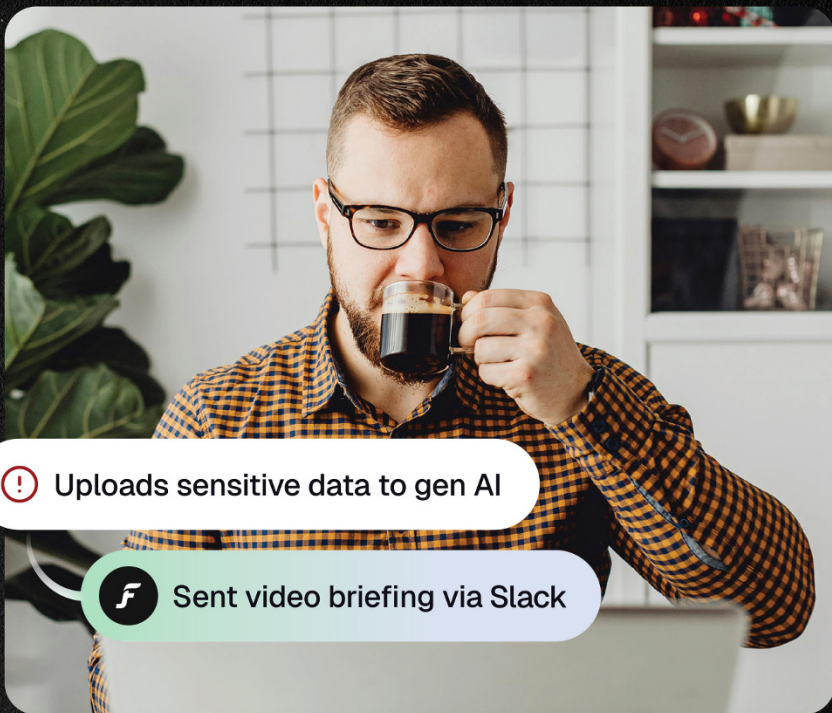 Uploads sensitive data to gen AI
Sent video briefing via Slack